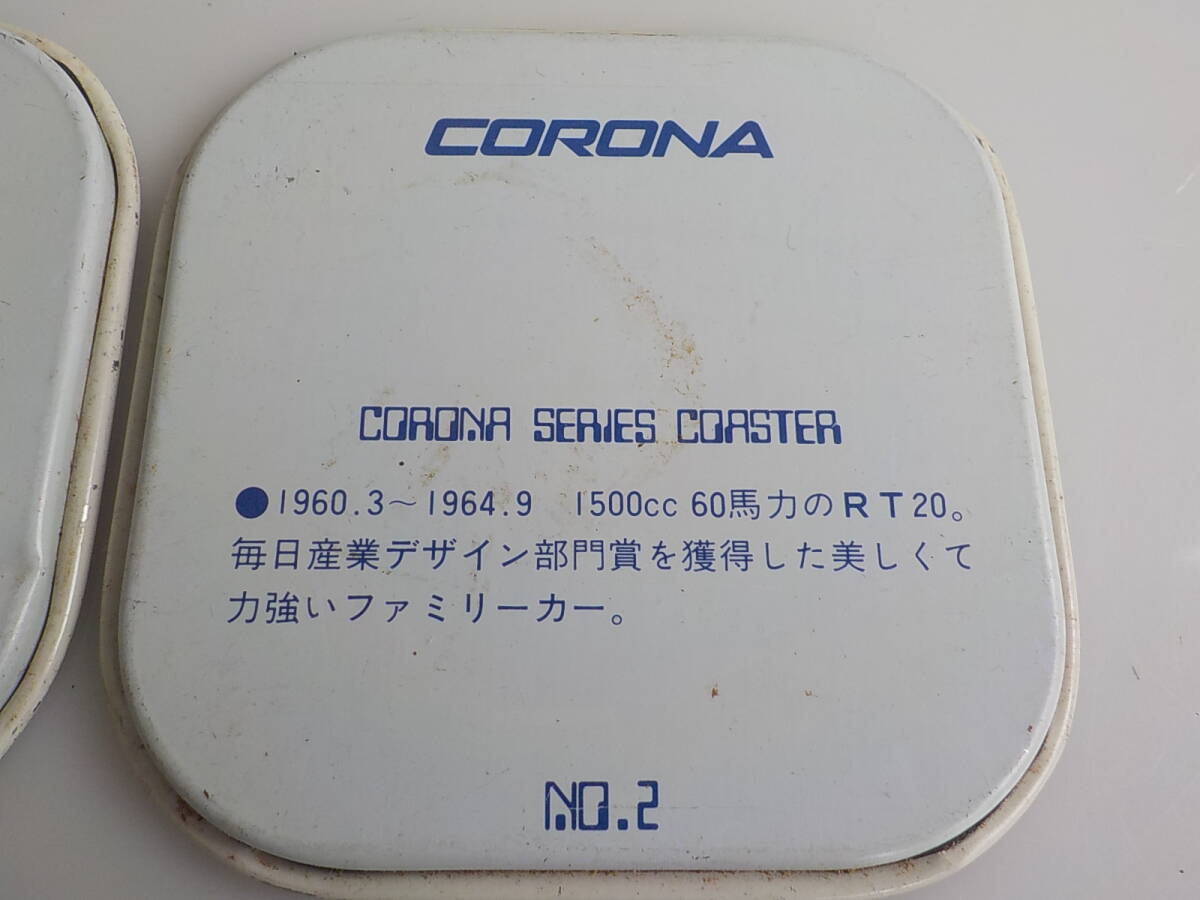 CORONA
CORONA SERIES COASTER
●1960.3〜1964.9　1500cc 60馬力のRT20。
毎日産業デザイン部門賞を獲得した美しくて
力強いファミリーカー。
NO.2